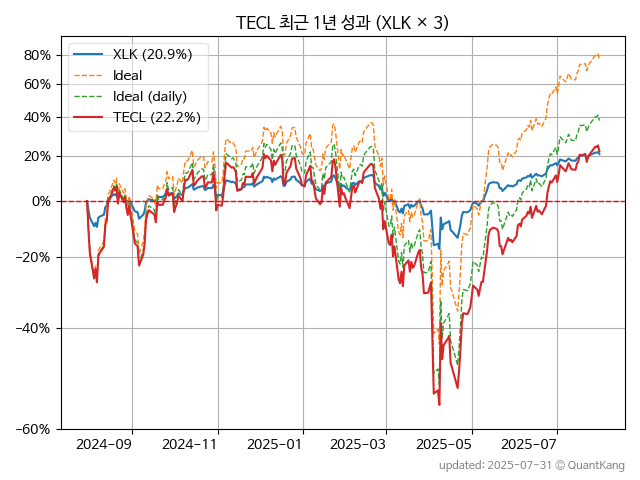 TECL 최근 1년 성과 (XLK × 3)
XLK (20.9%)
Ideal
Ideal (daily)
TECL (22.2%)
80%
60%
40%
20%
0%
−20%
−40%
−60%
2024-09 2024-11 2025-01 2025-03 2025-05 2025-07
updated: 2025-07-31 © QuantKang